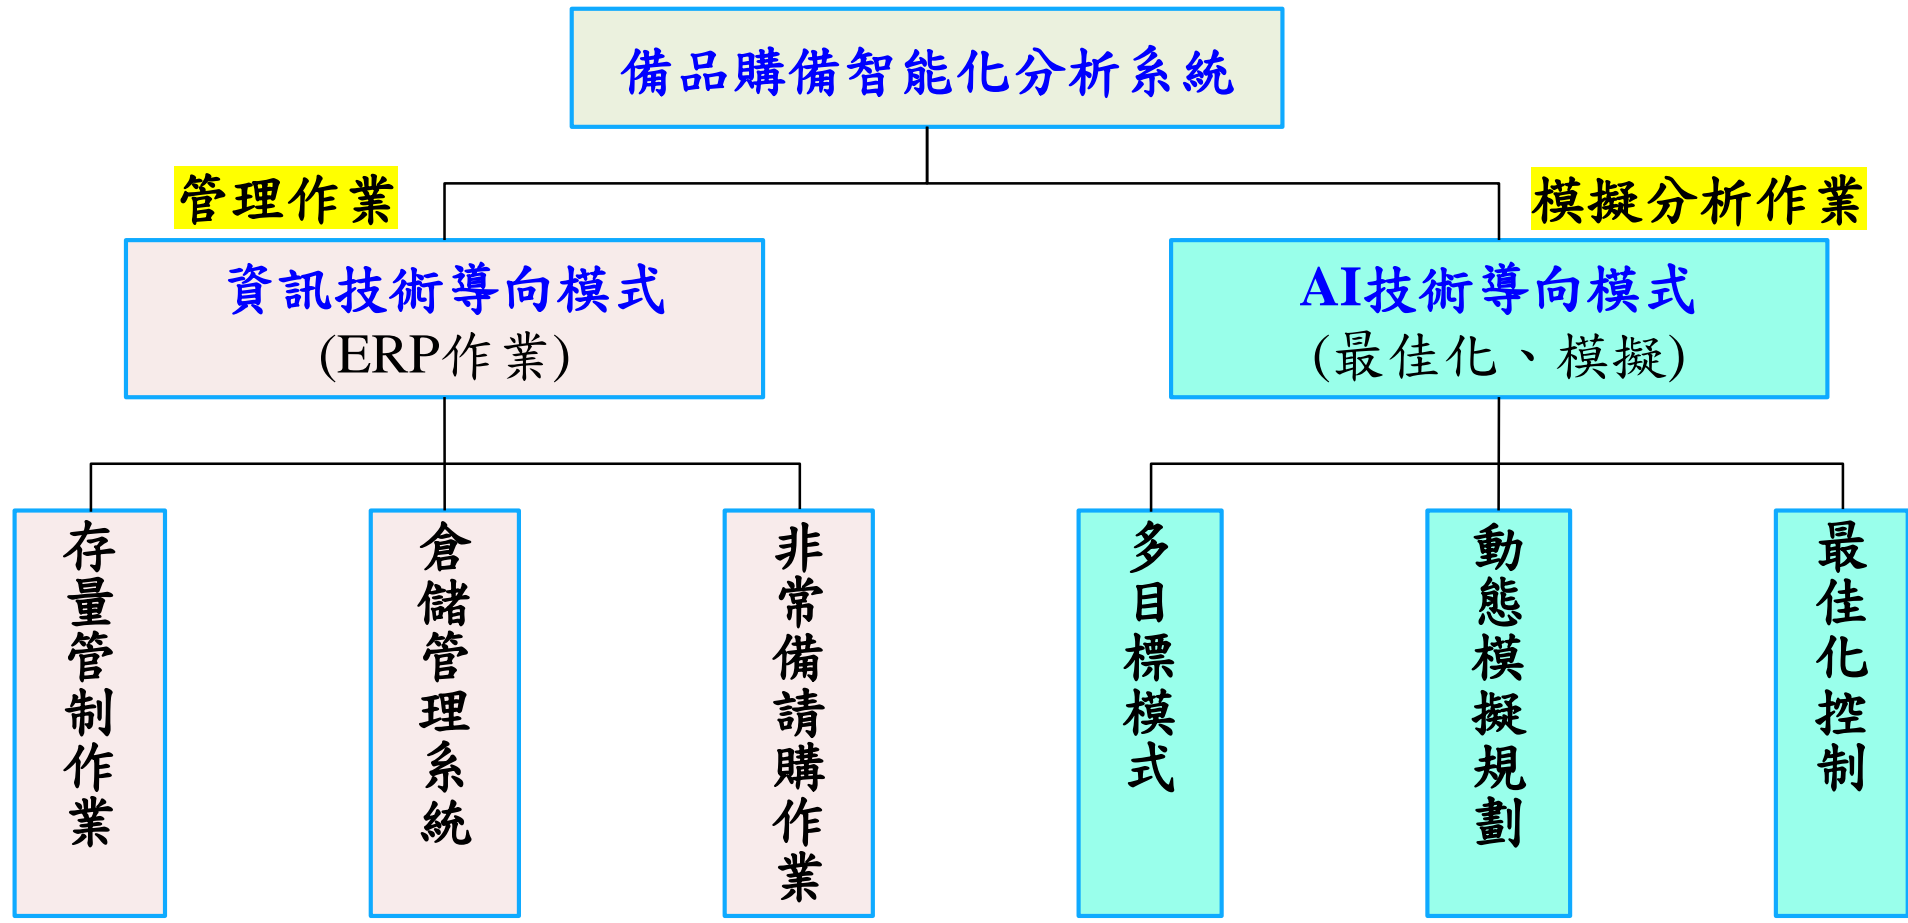 備品購備智能化分析系統
管理作業
模擬分析作業
資訊技術導向模式
(ERP作業)
AI技術導向模式
(最佳化、模擬)
存量管制作業
倉儲管理系統
非常備請購作業
多目標模式
動態模擬規劃
最佳化控制